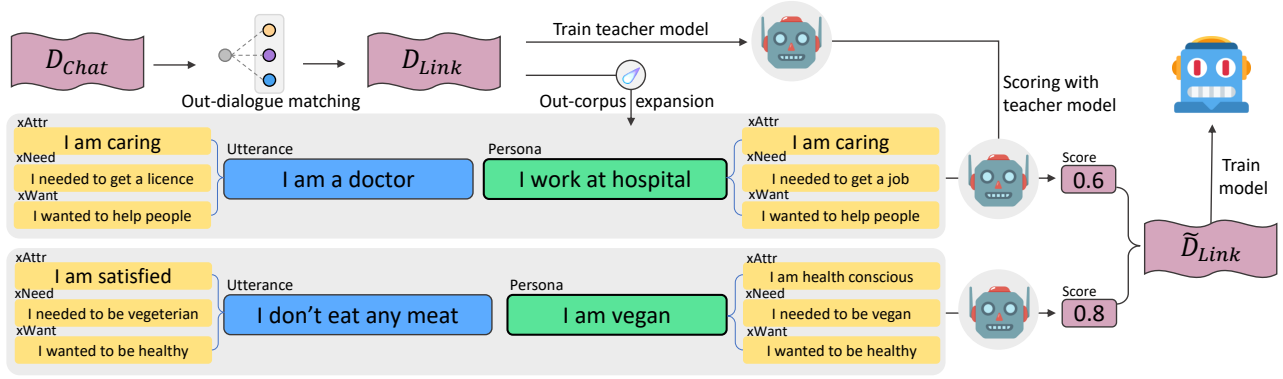 D_Chat
Out-dialogue matching
D_Link
Train teacher model
Out-corpus expansion
Scoring with
teacher model
xAttr
I am caring
xNeed
I needed to get a licence
xWant
I wanted to help people
Utterance
I am a doctor
Persona
I work at hospital
xAttr
I am caring
xNeed
I needed to get a job
xWant
I wanted to help people
Score
0.6
xAttr
I am satisfied
xNeed
I needed to be vegeterian
xWant
I wanted to be healthy
Utterance
I don't eat any meat
Persona
I am vegan
xAttr
I am health conscious
xNeed
I needed to be vegan
xWant
I wanted to be healthy
Score
0.8
Train
model
D̃_Link